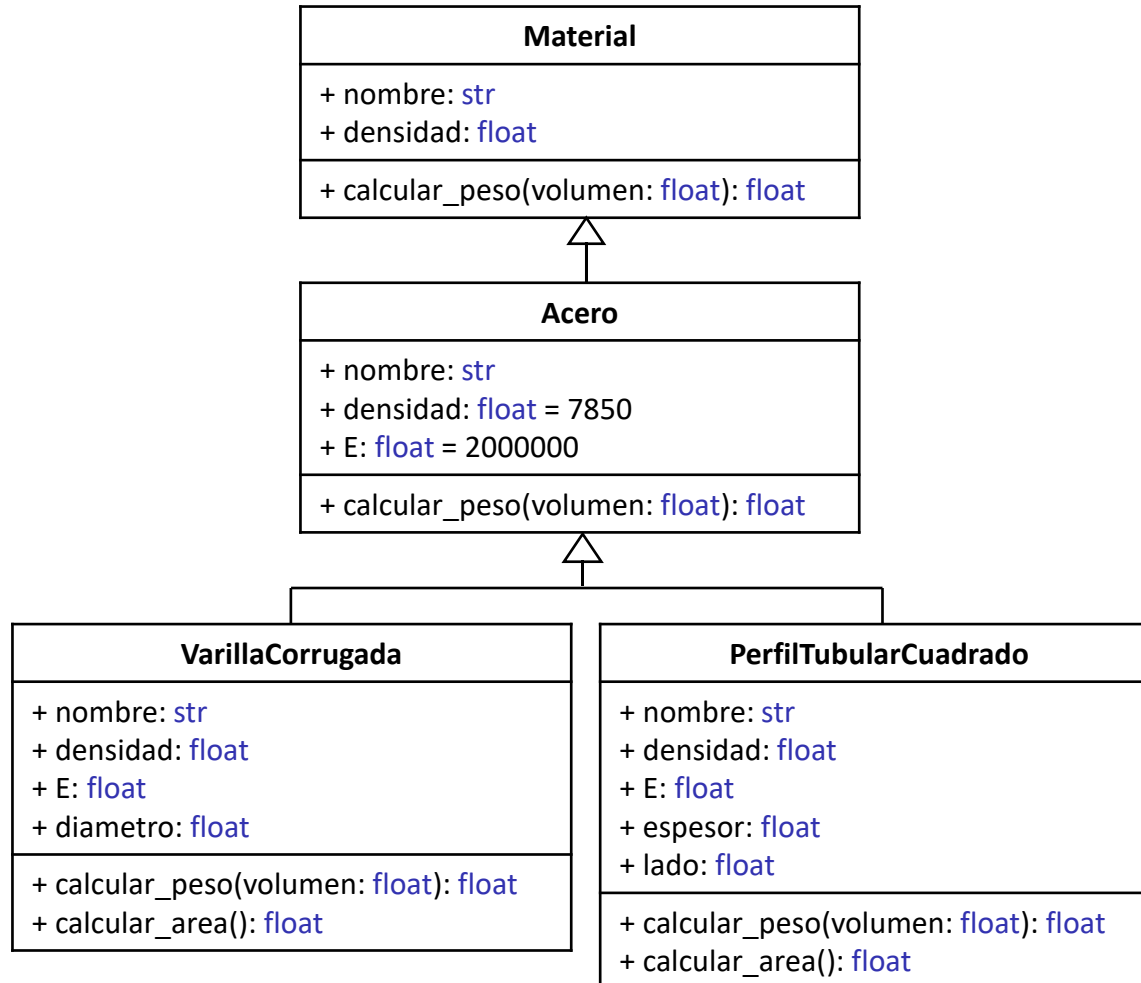 Material
+ nombre: str
+ densidad: float
+ calcular_peso(volumen: float): float
Acero
+ nombre: str
+ densidad: float = 7850
+ E: float = 2000000
+ calcular_peso(volumen: float): float
VarillaCorrugada
+ nombre: str
+ densidad: float
+ E: float
+ diametro: float
+ calcular_peso(volumen: float): float
+ calcular_area(): float
PerfilTubularCuadrado
+ nombre: str
+ densidad: float
+ E: float
+ espesor: float
+ lado: float
+ calcular_peso(volumen: float): float
+ calcular_area(): float